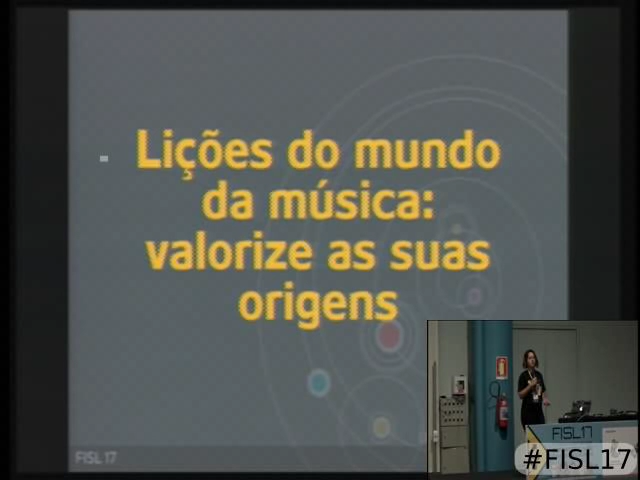 Lições do mundo
da música:
valorize as suas
origens
FISL 17
FISL17
#FISL17